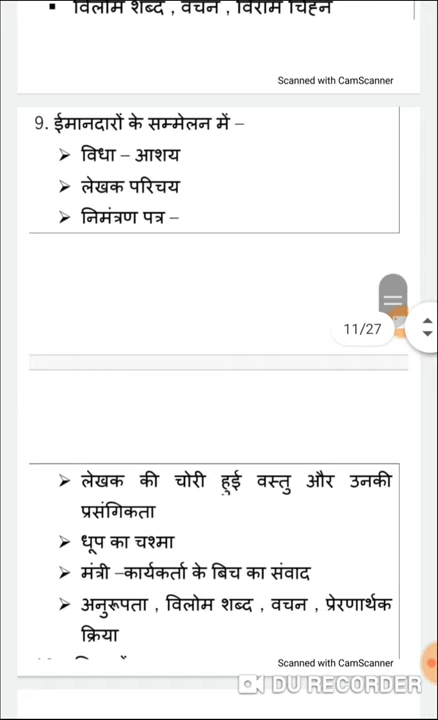 ▪ विलोम शब्द , वचन , विराम चिह्न
Scanned with CamScanner
9. ईमानदारों के सम्मेलन में –
➢ विधा – आशय
➢ लेखक परिचय
➢ निमंत्रण पत्र –
11/27
➢ लेखक की चोरी हुई वस्तु और उनकी
प्रसंगिकता
➢ धूप का चश्मा
➢ मंत्री –कार्यकर्ता के बिच का संवाद
➢ अनुरूपता , विलोम शब्द , वचन , प्रेरणार्थक
क्रिया
Scanned with CamScanner
DU RECORDER